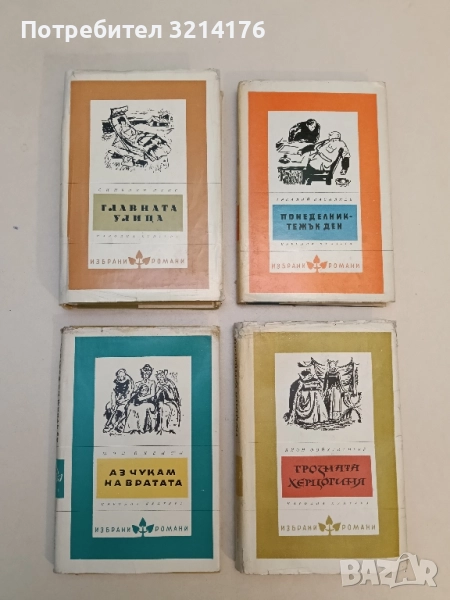 Потребител 3214176
ГЛАВНАТА
УЛИЦА
ИЗБРАНИ РОМАНИ
ПОНЕДЕЛНИК-
ТЕЖЪК ДЕН
ИЗБРАНИ РОМАНИ
АЗ ЧУКАМ
НА ВРАТАТА
ИЗБРАНИ РОМАНИ
ГРОЗНАТА
ХЕРЦОГИНЯ
ИЗБРАНИ РОМАНИ
BAZAR